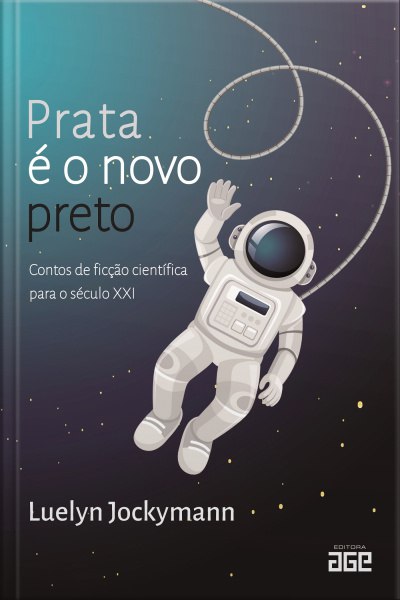 Prata
é o novo
preto
Contos de ficção científica
para o século XXI
Luelyn Jockymann
EDITORA
AGE